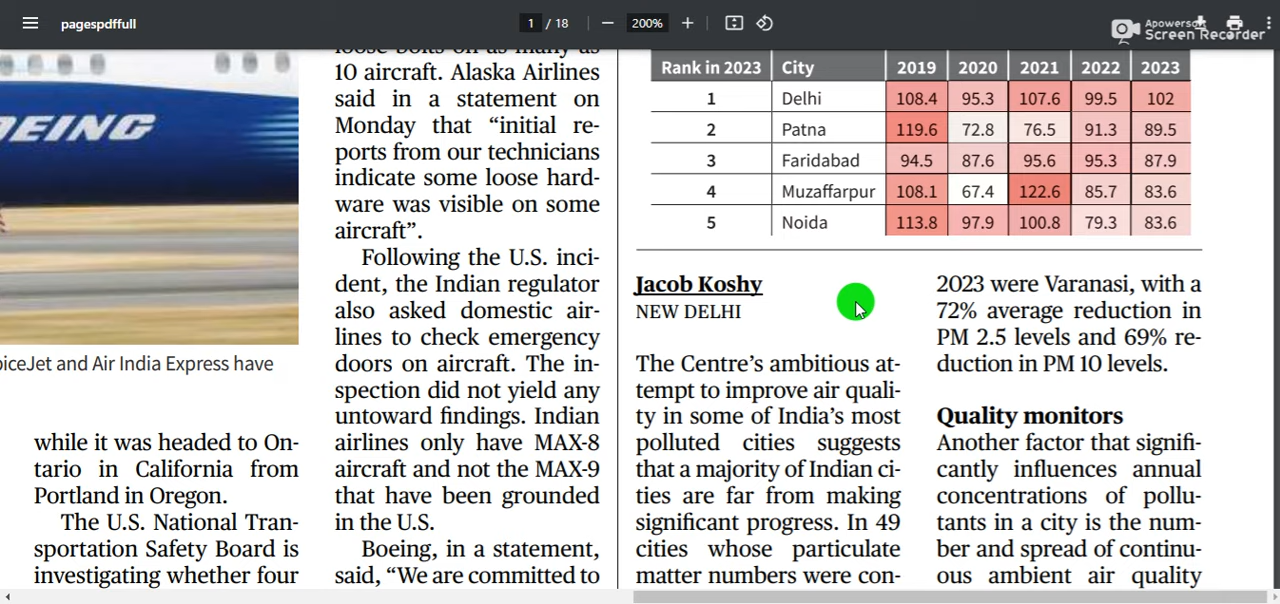 pagespdffull
1 / 18
200%
Apowersoft
Screen Recorder
OEING
SpiceJet and Air India Express have
while it was headed to On-
tario in California from
Portland in Oregon.
The U.S. National Tran-
sportation Safety Board is
investigating whether four
loose bolts on as many as
10 aircraft. Alaska Airlines
said in a statement on
Monday that “initial re-
ports from our technicians
indicate some loose hard-
ware was visible on some
aircraft”.
Following the U.S. inci-
dent, the Indian regulator
also asked domestic air-
lines to check emergency
doors on aircraft. The in-
spection did not yield any
untoward findings. Indian
airlines only have MAX-8
aircraft and not the MAX-9
that have been grounded
in the U.S.
Boeing, in a statement,
said, “We are committed to
Rank in 2023 City 2019 2020 2021 2022 2023
1 Delhi 108.4 95.3 107.6 99.5 102
2 Patna 119.6 72.8 76.5 91.3 89.5
3 Faridabad 94.5 87.6 95.6 95.3 87.9
4 Muzaffarpur 108.1 67.4 122.6 85.7 83.6
5 Noida 113.8 97.9 100.8 79.3 83.6
Jacob Koshy
NEW DELHI
The Centre’s ambitious at-
tempt to improve air quali-
ty in some of India’s most
polluted cities suggests
that a majority of Indian ci-
ties are far from making
significant progress. In 49
cities whose particulate
matter numbers were con-
2023 were Varanasi, with a
72% average reduction in
PM 2.5 levels and 69% re-
duction in PM 10 levels.
Quality monitors
Another factor that signifi-
cantly influences annual
concentrations of pollu-
tants in a city is the num-
ber and spread of continu-
ous ambient air quality